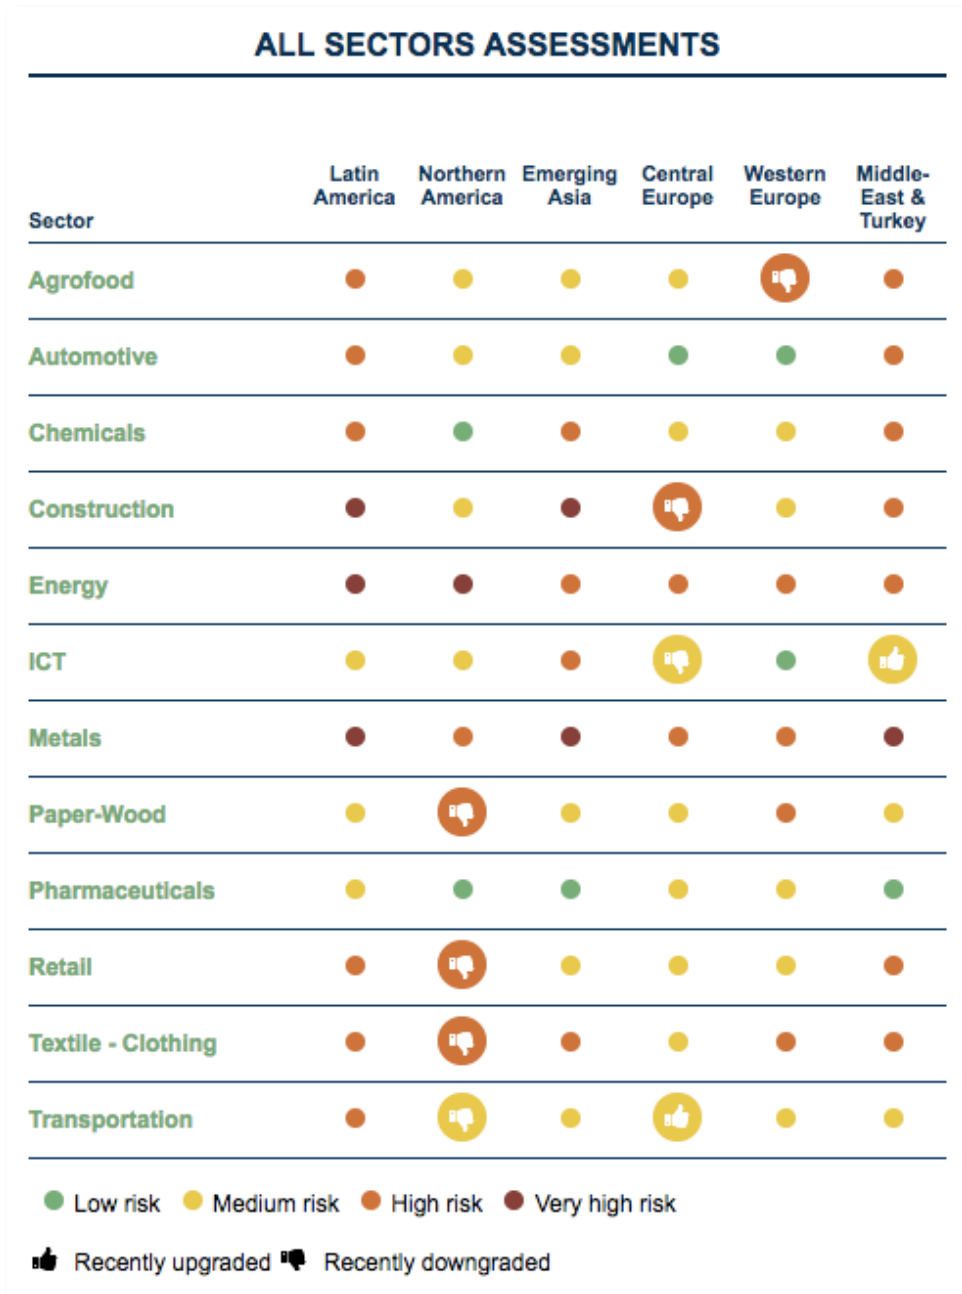 ALL SECTORS ASSESSMENTS
Sector
Latin America
Northern America
Emerging Asia
Central Europe
Western Europe
Middle-East & Turkey
Agrofood
Automotive
Chemicals
Construction
Energy
ICT
Metals
Paper-Wood
Pharmaceuticals
Retail
Textile - Clothing
Transportation
Low risk Medium risk High risk Very high risk
Recently upgraded Recently downgraded